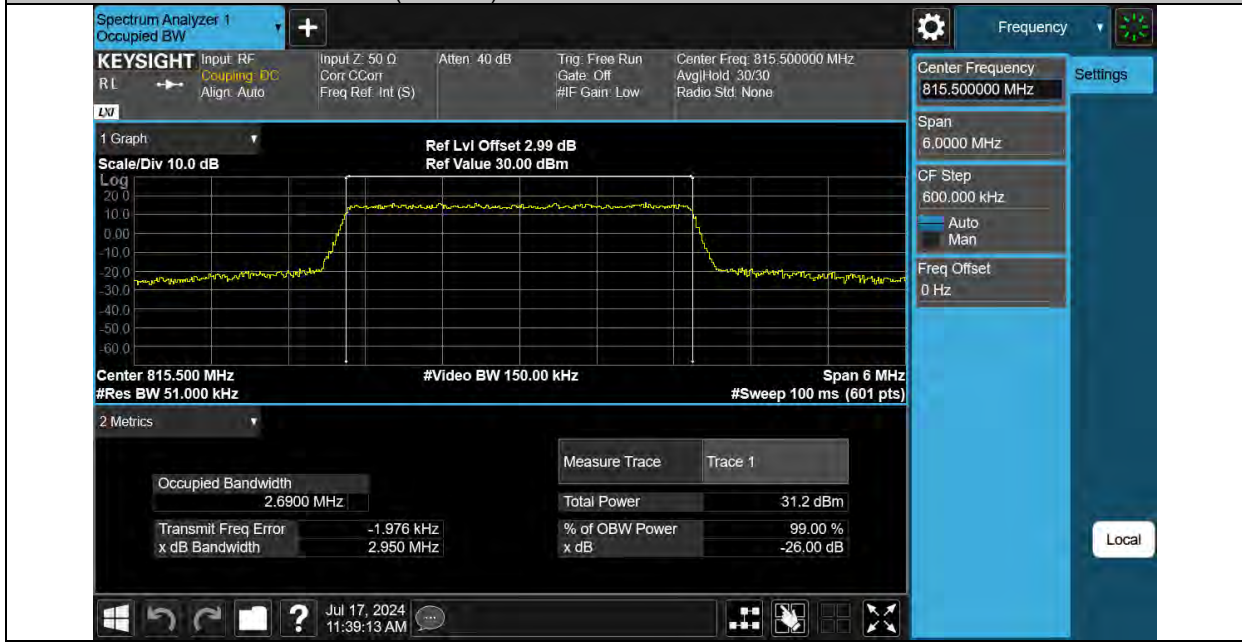 Spectrum Analyzer 1
Occupied BW
+
Frequency
KEYSIGHT
RL
LXI
Input: RF
Coupling: DC
Align: Auto
Input Z: 50 Ω
Corr CCorr
Freq Ref: Int (S)
Atten: 40 dB
Trig: Free Run
Gate: Off
#IF Gain: Low
Center Freq: 815.500000 MHz
Avg|Hold: 30/30
Radio Std: None
Center Frequency
815.500000 MHz
Settings
Span
6.0000 MHz
CF Step
600.000 kHz
Auto
Man
Freq Offset
0 Hz
Local
1 Graph
Scale/Div 10.0 dB
Ref Lvl Offset 2.99 dB
Ref Value 30.00 dBm
Log
20.0
10.0
0.00
-10.0
-20.0
-30.0
-40.0
-50.0
-60.0
Center 815.500 MHz
#Video BW 150.00 kHz
Span 6 MHz
#Res BW 51.000 kHz
#Sweep 100 ms (601 pts)
2 Metrics
Measure Trace
Trace 1
Occupied Bandwidth
2.6900 MHz
Total Power
31.2 dBm
Transmit Freq Error
-1.976 kHz
% of OBW Power
99.00 %
x dB Bandwidth
2.950 MHz
x dB
-26.00 dB
?
Jul 17, 2024
11:39:13 AM